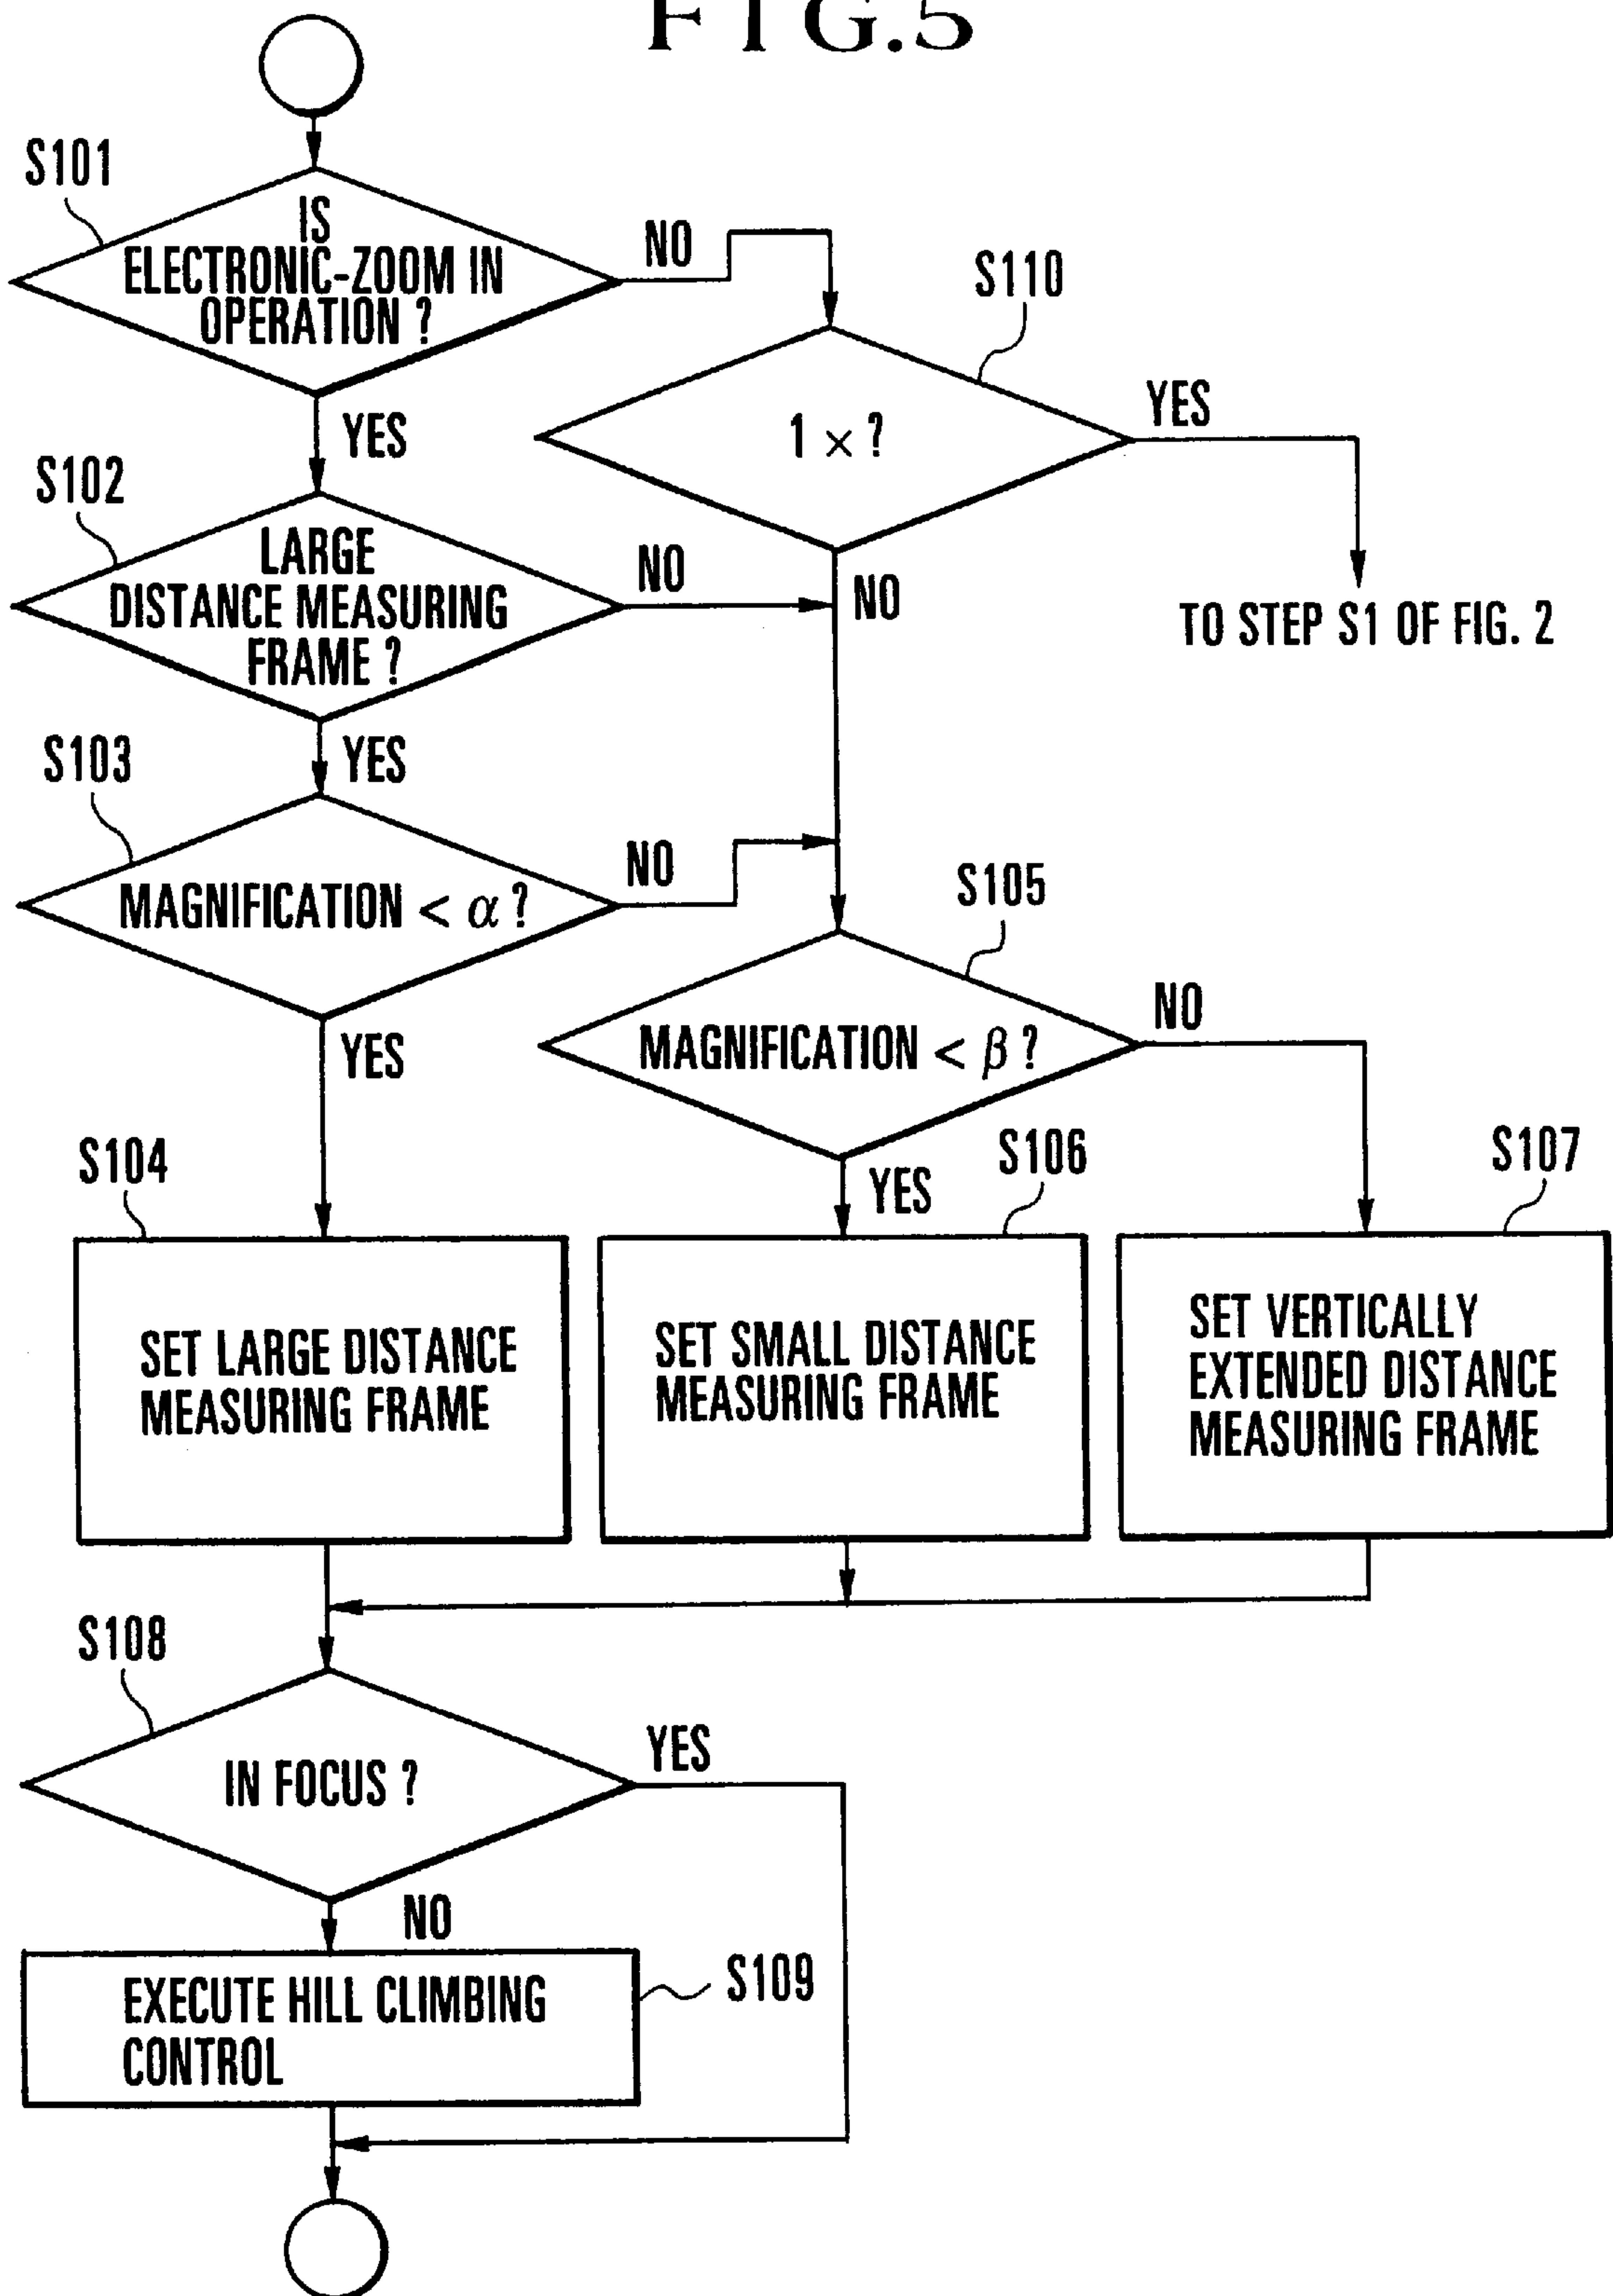 FIG.5
S101
IS
ELECTRONIC-ZOOM IN
OPERATION ?
NO
YES
S110
1 × ?
YES
NO
TO STEP S1 OF FIG. 2
S102
LARGE
DISTANCE MEASURING
FRAME ?
NO
YES
S103
MAGNIFICATION < α ?
NO
YES
S105
MAGNIFICATION < β ?
NO
YES
S104
SET LARGE DISTANCE
MEASURING FRAME
S106
SET SMALL DISTANCE
MEASURING FRAME
S107
SET VERTICALLY
EXTENDED DISTANCE
MEASURING FRAME
S108
IN FOCUS ?
YES
NO
EXECUTE HILL CLIMBING
CONTROL
S109